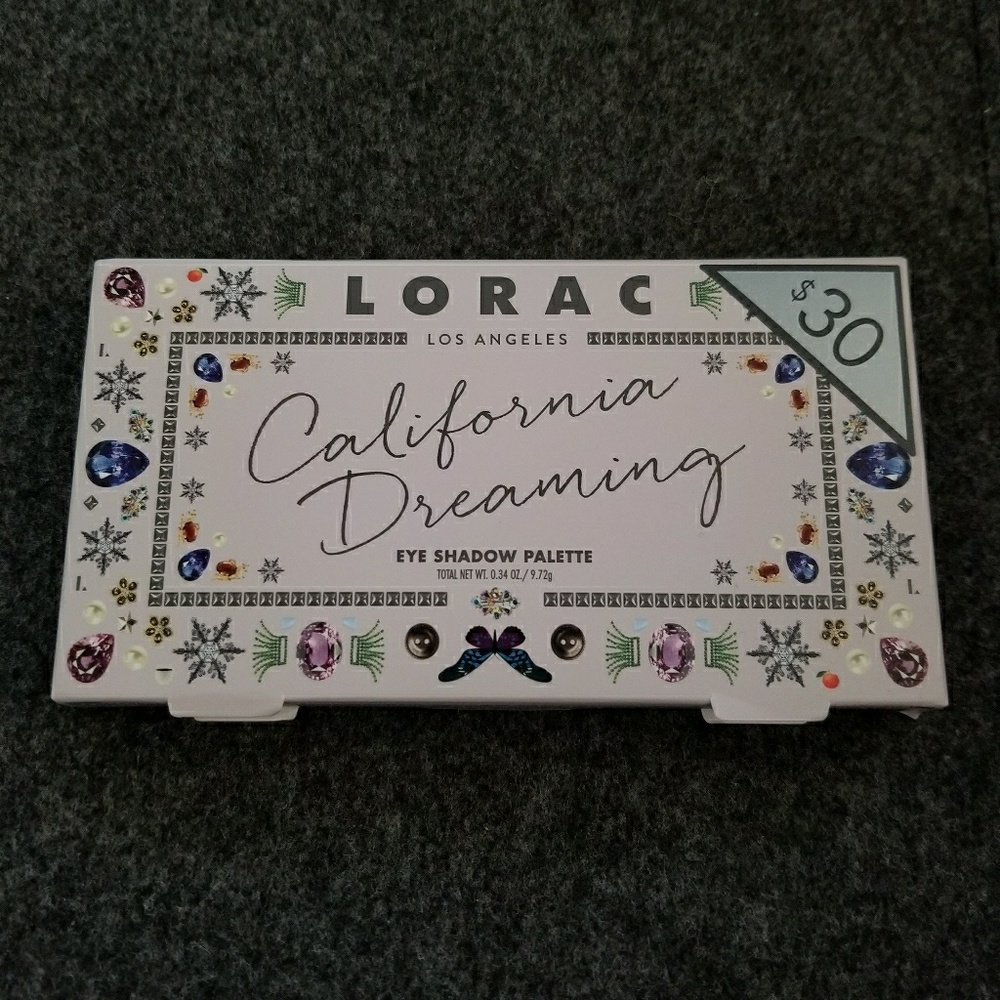 LORAC
$30
LOS ANGELES
California
Dreaming
EYE SHADOW PALETTE
TOTAL NET WT. 0.34 OZ./ 9.72g